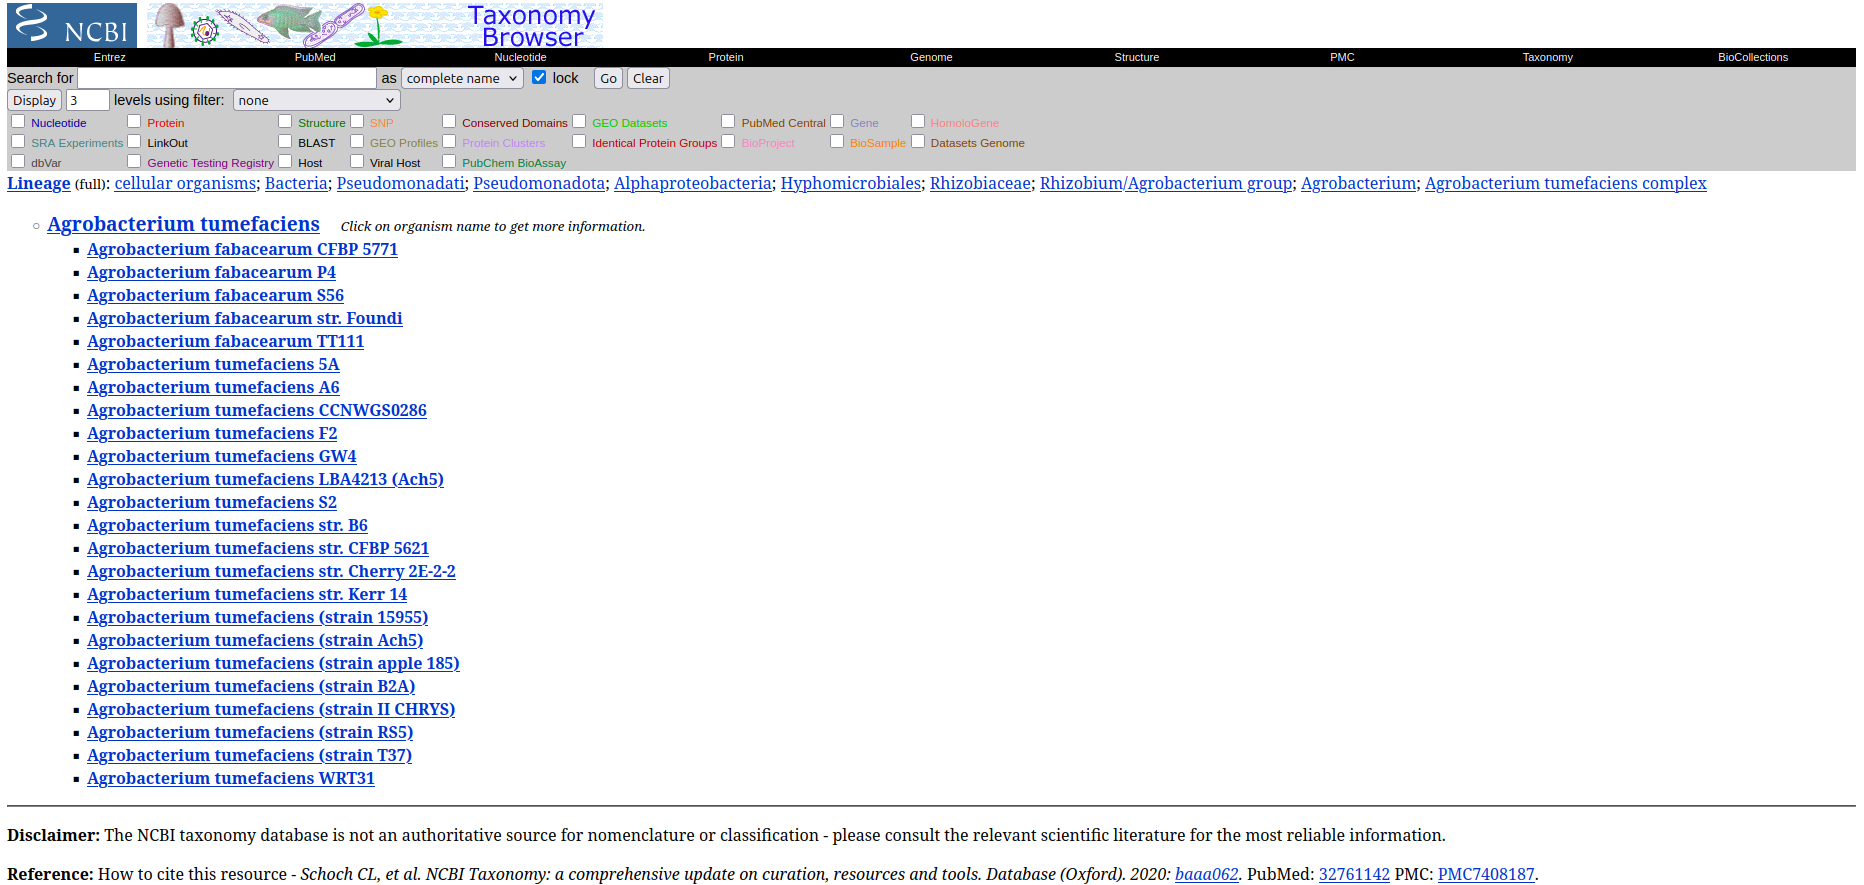 NCBI
Taxonomy
Browser
Entrez PubMed Nucleotide Protein Genome Structure PMC Taxonomy BioCollections
Search for as complete name lock Go Clear
Display 3 levels using filter: none
Nucleotide Protein Structure SNP Conserved Domains GEO Datasets PubMed Central Gene HomoloGene
SRA Experiments LinkOut BLAST GEO Profiles Protein Clusters Identical Protein Groups BioProject BioSample Datasets Genome
dbVar Genetic Testing Registry Host Viral Host PubChem BioAssay
Lineage (full): cellular organisms; Bacteria; Pseudomonadati; Pseudomonadota; Alphaproteobacteria; Hyphomicrobiales; Rhizobiaceae; Rhizobium/Agrobacterium group; Agrobacterium; Agrobacterium tumefaciens complex
Agrobacterium tumefaciens Click on organism name to get more information.
Agrobacterium fabacearum CFBP 5771
Agrobacterium fabacearum P4
Agrobacterium fabacearum S56
Agrobacterium fabacearum str. Foundi
Agrobacterium fabacearum TT111
Agrobacterium tumefaciens 5A
Agrobacterium tumefaciens A6
Agrobacterium tumefaciens CCNWGS0286
Agrobacterium tumefaciens F2
Agrobacterium tumefaciens GW4
Agrobacterium tumefaciens LBA4213 (Ach5)
Agrobacterium tumefaciens S2
Agrobacterium tumefaciens str. B6
Agrobacterium tumefaciens str. CFBP 5621
Agrobacterium tumefaciens str. Cherry 2E-2-2
Agrobacterium tumefaciens str. Kerr 14
Agrobacterium tumefaciens (strain 15955)
Agrobacterium tumefaciens (strain Ach5)
Agrobacterium tumefaciens (strain apple 185)
Agrobacterium tumefaciens (strain B2A)
Agrobacterium tumefaciens (strain II CHRYS)
Agrobacterium tumefaciens (strain RS5)
Agrobacterium tumefaciens (strain T37)
Agrobacterium tumefaciens WRT31
Disclaimer: The NCBI taxonomy database is not an authoritative source for nomenclature or classification - please consult the relevant scientific literature for the most reliable information.
Reference: How to cite this resource - Schoch CL, et al. NCBI Taxonomy: a comprehensive update on curation, resources and tools. Database (Oxford). 2020: baaa062. PubMed: 32761142 PMC: PMC7408187.